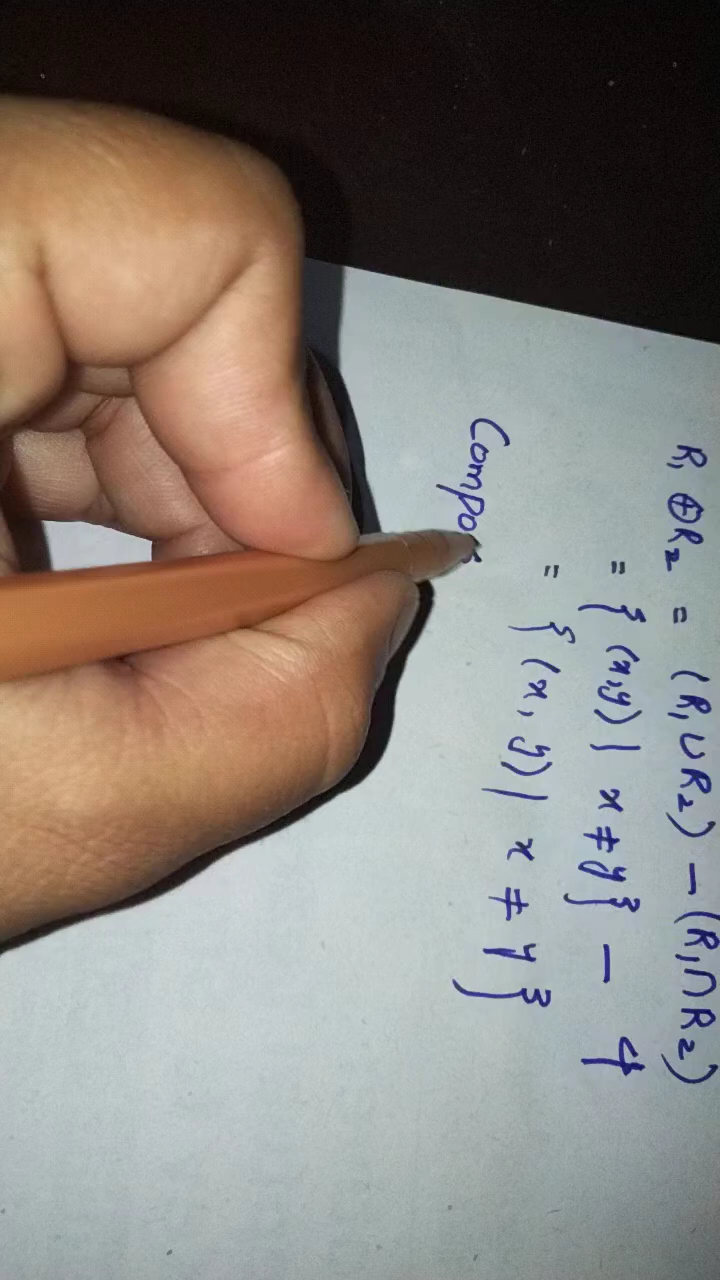 R₁ ⊕ R₂ = (R₁ ∪ R₂) – (R₁ ∩ R₂)
= {(x,y) | x ≠ y} – φ
= {(x, y) | x ≠ y}
Compo